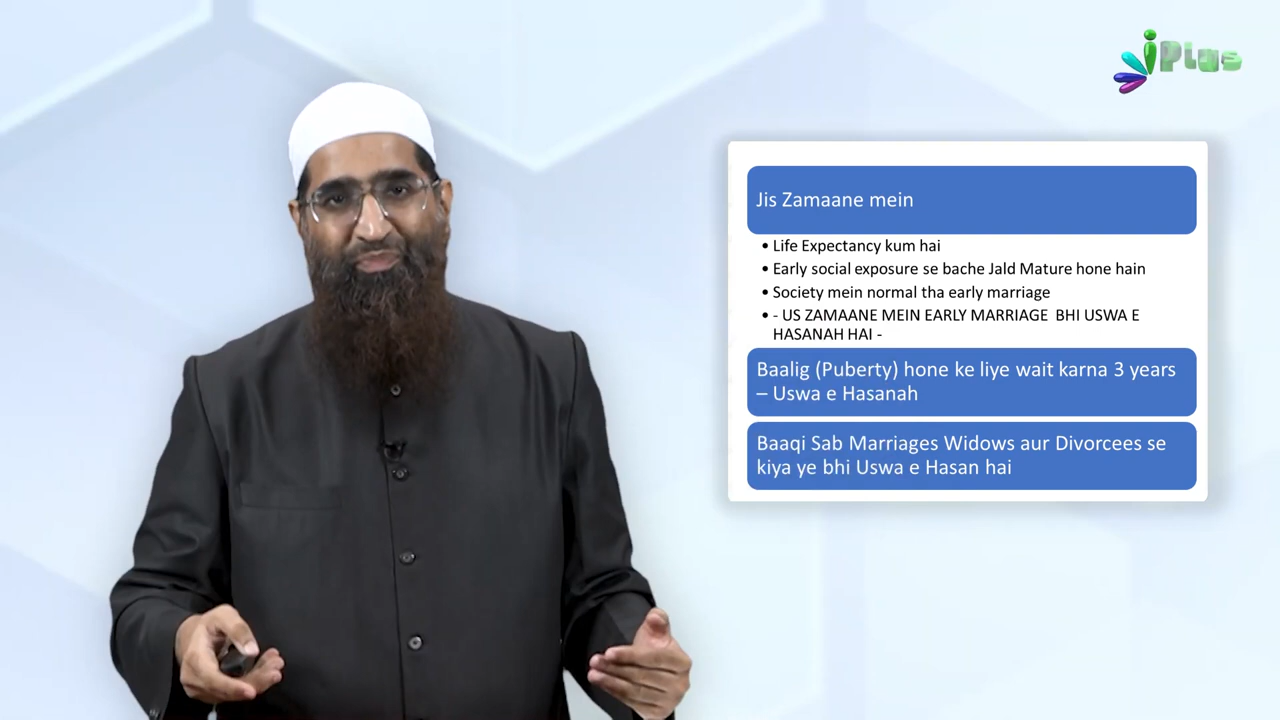 iPlus
Jis Zamaane mein
• Life Expectancy kum hai
• Early social exposure se bache Jald Mature hone hain
• Society mein normal tha early marriage
• - US ZAMAANE MEIN EARLY MARRIAGE BHI USWA E
HASANAH HAI -
Baalig (Puberty) hone ke liye wait karna 3 years
– Uswa e Hasanah
Baaqi Sab Marriages Widows aur Divorcees se
kiya ye bhi Uswa e Hasan hai